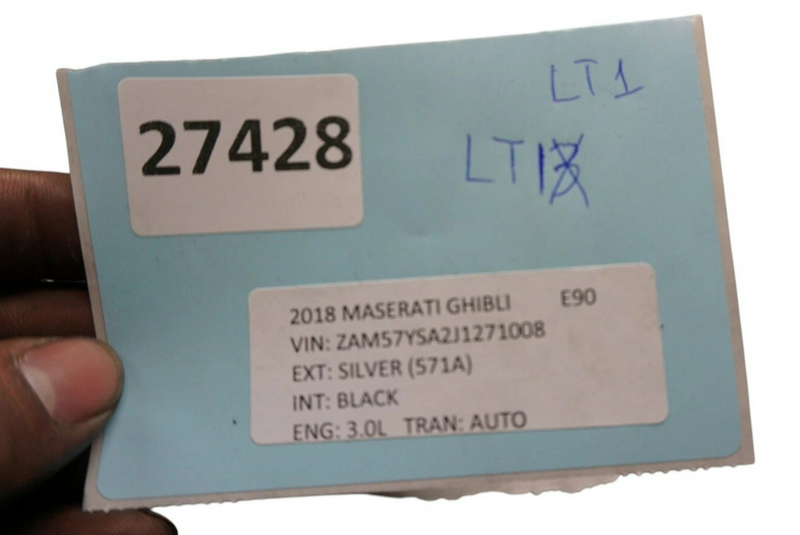 27428
LT1
LT1
2018 MASERATI GHIBLI E90
VIN: ZAM57YSA2J1271008
EXT: SILVER (571A)
INT: BLACK
ENG: 3.0L TRAN: AUTO